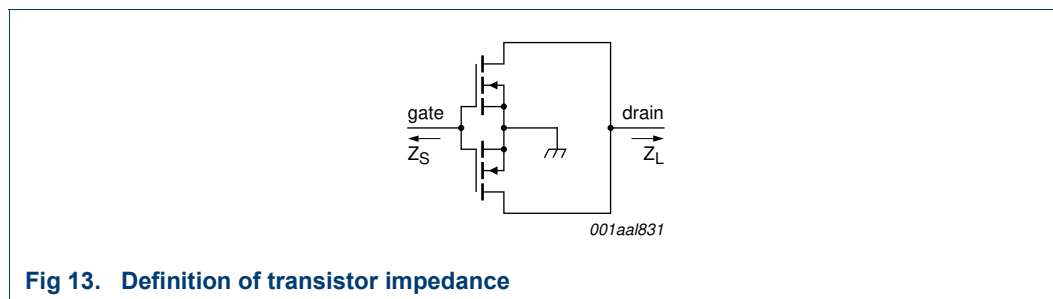 gate
drain
Z_S
Z_L
001aal831
Fig 13. Definition of transistor impedance